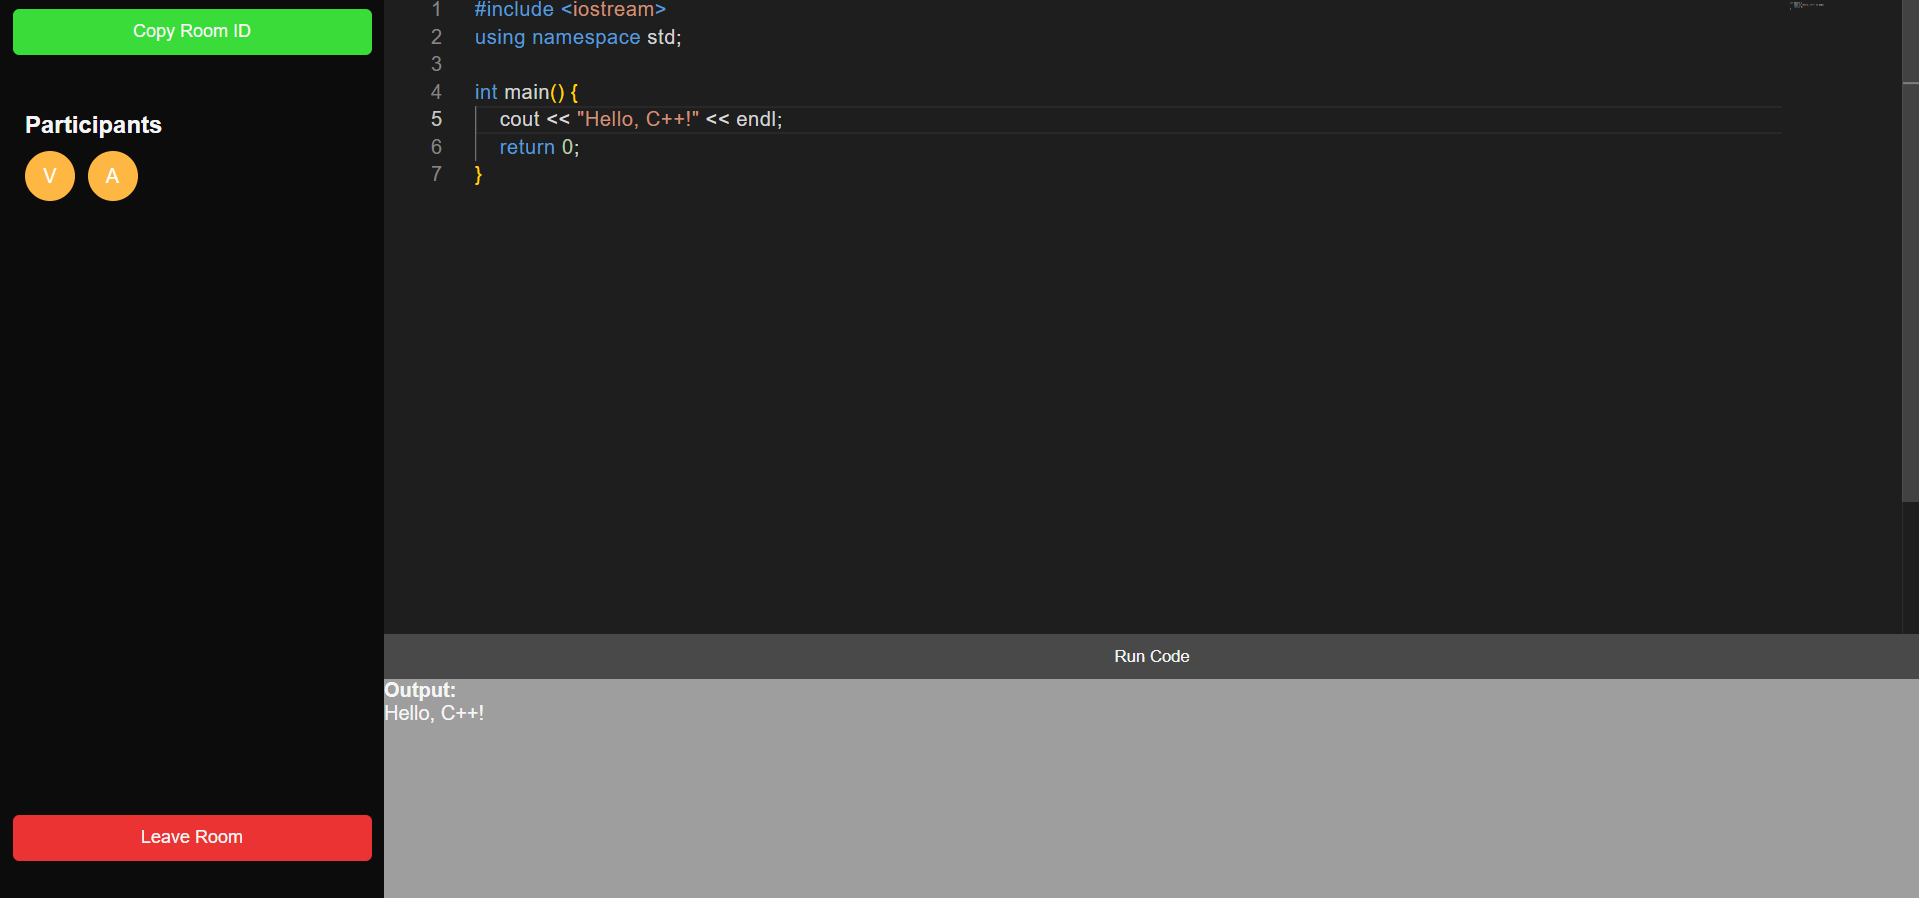 Copy Room ID
Participants
V A
1 #include <iostream>
2 using namespace std;
3
4 int main() {
5 cout << "Hello, C++!" << endl;
6 return 0;
7 }
Run Code
Output:
Hello, C++!
Leave Room